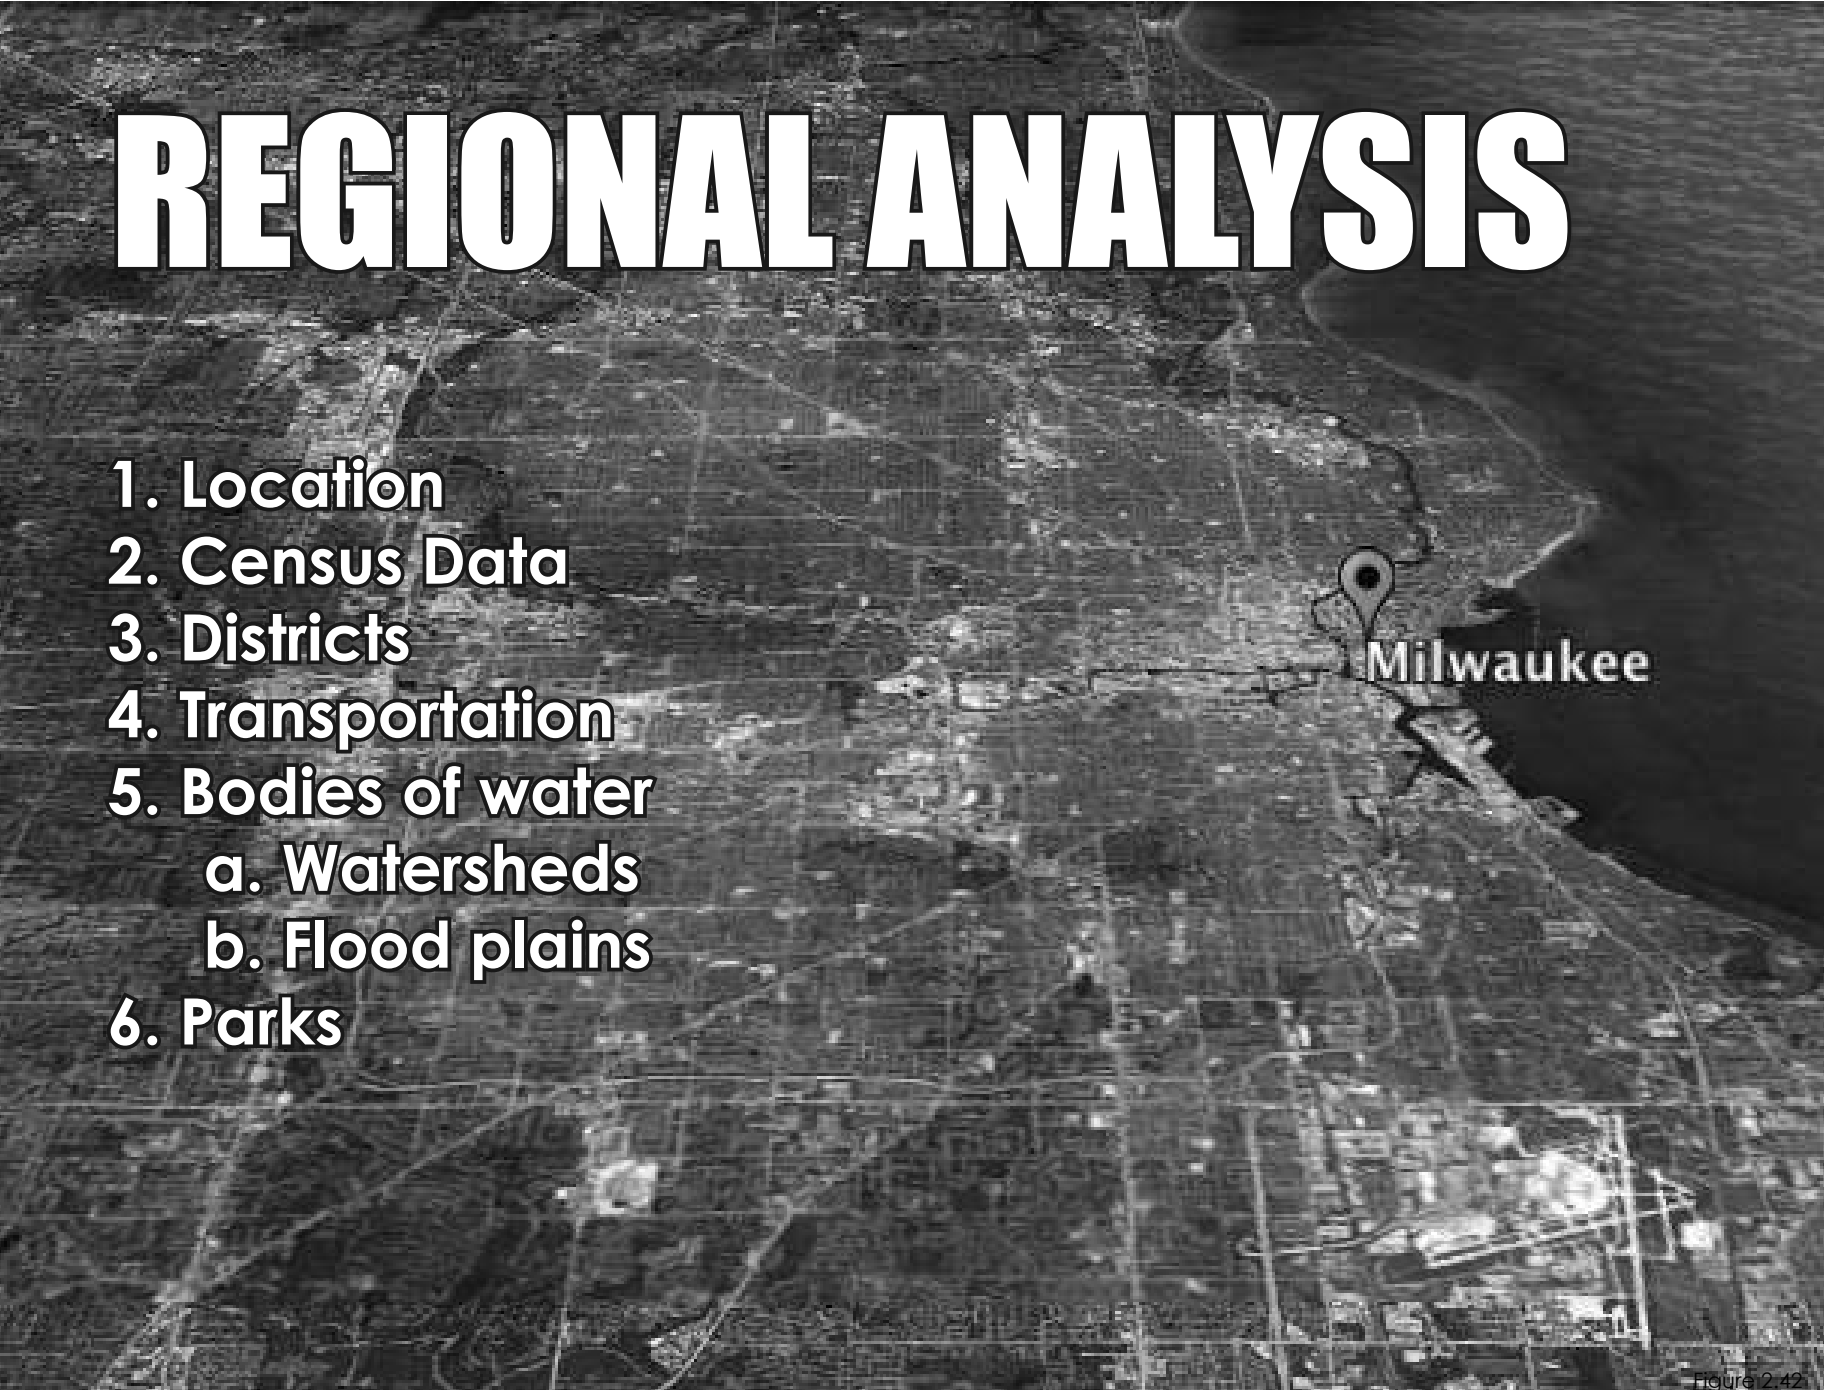 REGIONAL ANALYSIS
1. Location
2. Census Data
3. Districts
4. Transportation
5. Bodies of water
a. Watersheds
b. Flood plains
6. Parks
Milwaukee
Figure 2.42